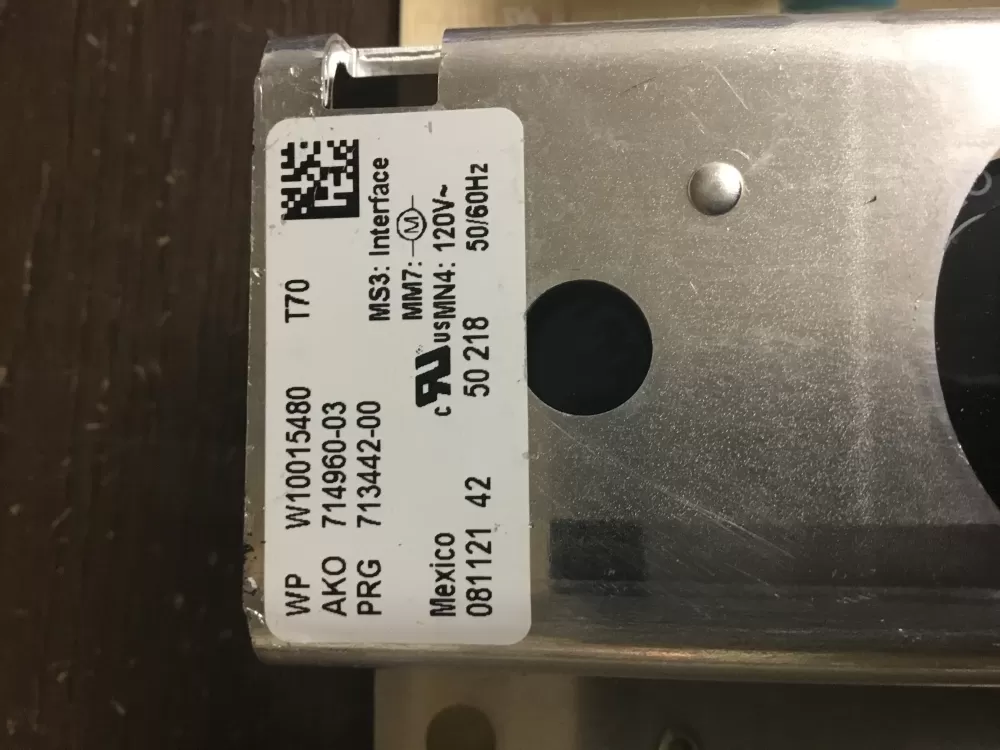 WP W10015480 T70
AKO 714960-03
PRG 713442-00
MS3: Interface
MM7: M
c RU us MN4: 120V~
Mexico
081121 42 50 218 50/60Hz